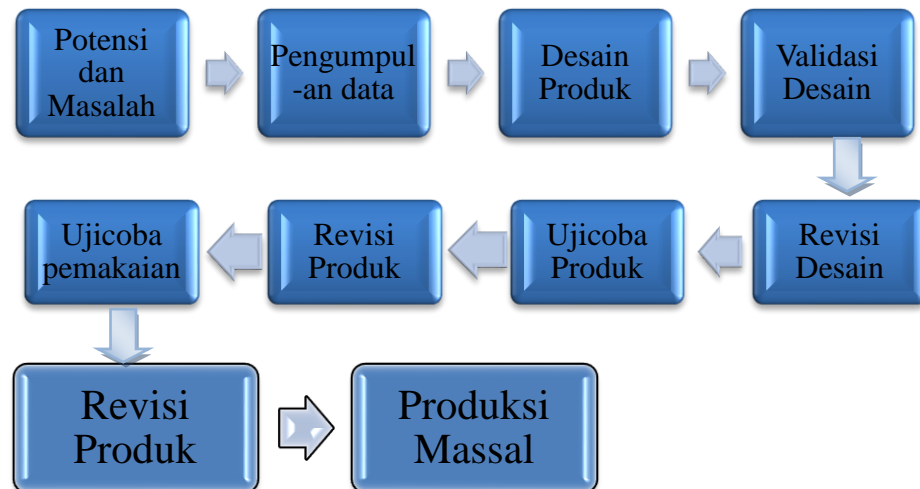 Potensi
dan
Masalah
Pengumpul
-an data
Desain
Produk
Validasi
Desain
Revisi
Desain
Ujicoba
Produk
Revisi
Produk
Ujicoba
pemakaian
Revisi
Produk
Produksi
Massal